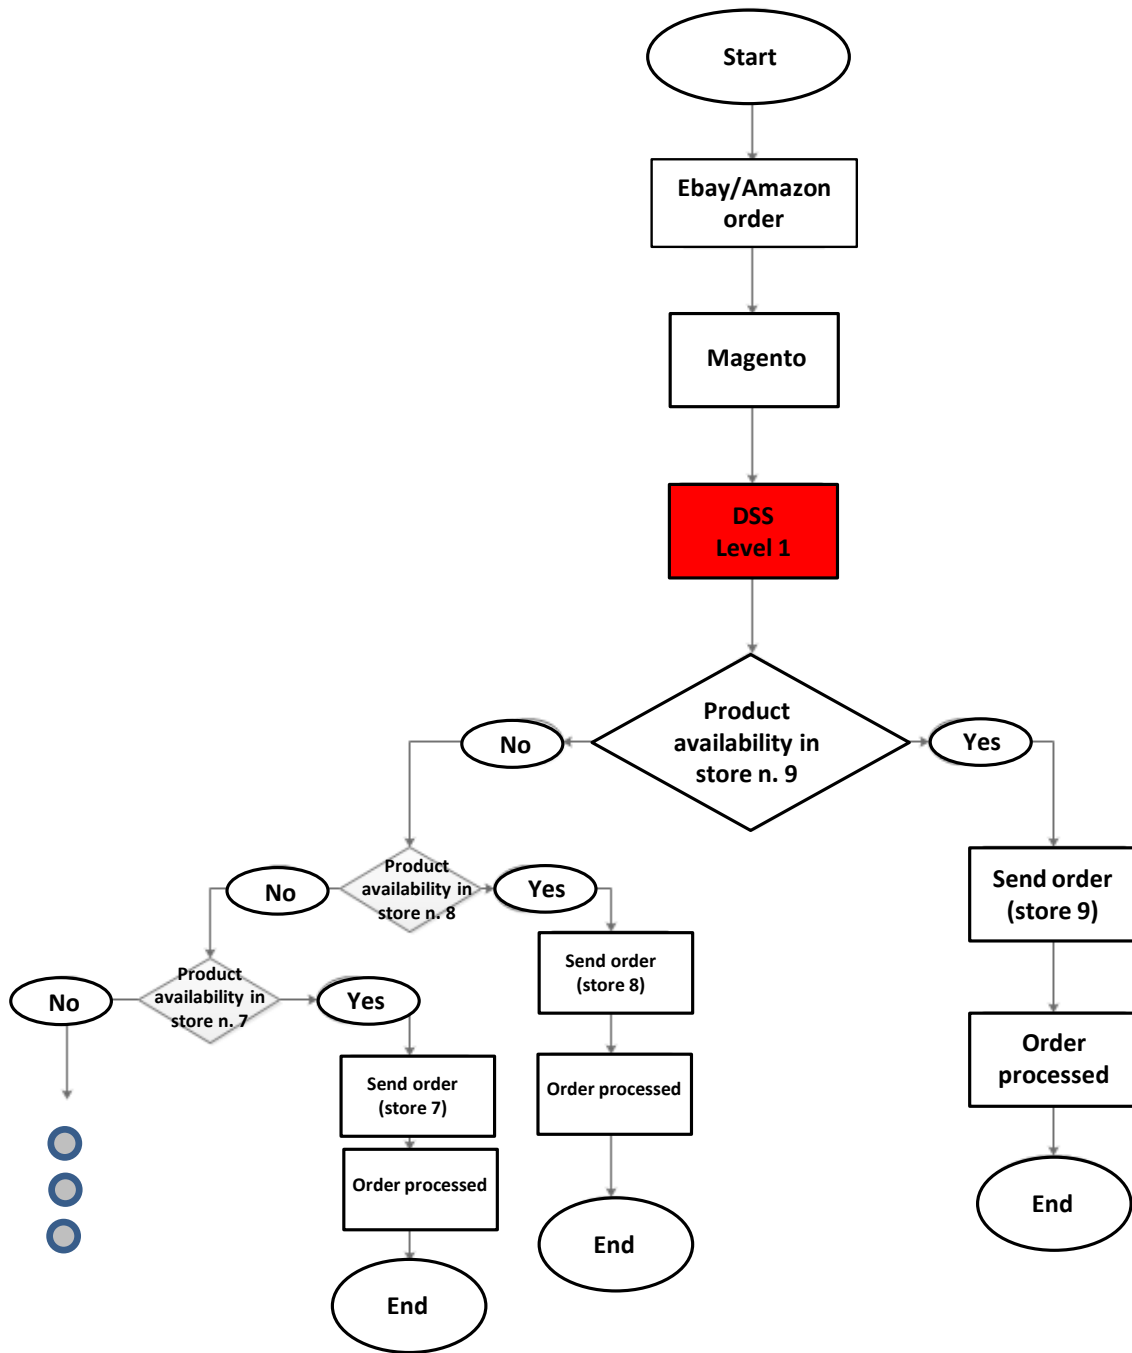 Start
Ebay/Amazon
order
Magento
DSS
Level 1
Product
availability in
store n. 9
No
Yes
Product
availability in
store n. 8
No
Yes
Send order
(store 9)
Product
availability in
store n. 7
No
Yes
Send order
(store 8)
Order
processed
Send order
(store 7)
Order processed
Order processed
End
End
End